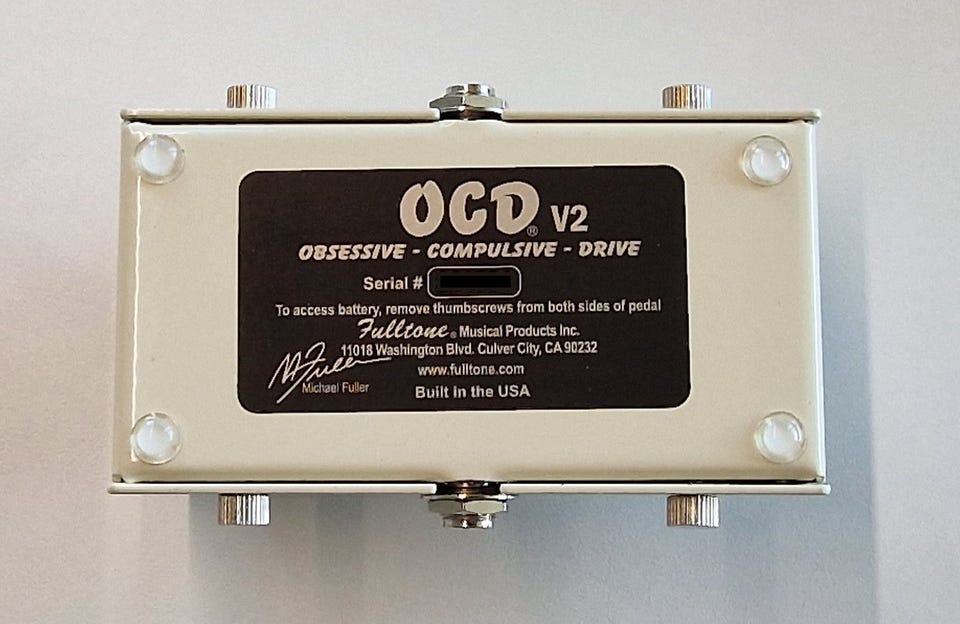 OCD® V2
OBSESSIVE - COMPULSIVE - DRIVE
Serial #
To access battery, remove thumbscrews from both sides of pedal
Fulltone® Musical Products Inc.
11018 Washington Blvd. Culver City, CA 90232
www.fulltone.com
M Fuller
Michael Fuller
Built in the USA